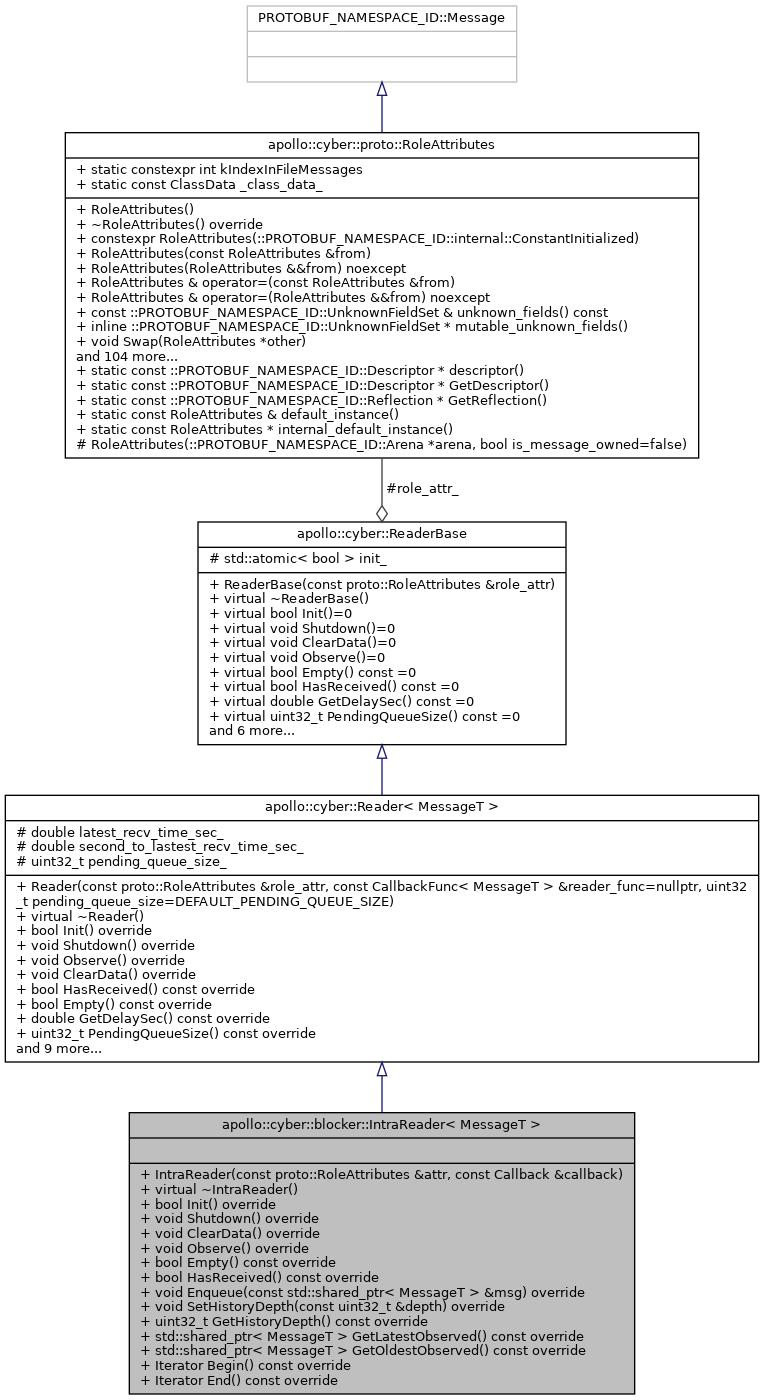 PROTOBUF_NAMESPACE_ID::Message
apollo::cyber::proto::RoleAttributes
+ static constexpr int kIndexInFileMessages
+ static const ClassData _class_data_
+ RoleAttributes()
+ ~RoleAttributes() override
+ constexpr RoleAttributes(::PROTOBUF_NAMESPACE_ID::internal::ConstantInitialized)
+ RoleAttributes(const RoleAttributes &from)
+ RoleAttributes(RoleAttributes &&from) noexcept
+ RoleAttributes & operator=(const RoleAttributes &from)
+ RoleAttributes & operator=(RoleAttributes &&from) noexcept
+ const ::PROTOBUF_NAMESPACE_ID::UnknownFieldSet & unknown_fields() const
+ inline ::PROTOBUF_NAMESPACE_ID::UnknownFieldSet * mutable_unknown_fields()
+ void Swap(RoleAttributes *other)
and 104 more...
+ static const ::PROTOBUF_NAMESPACE_ID::Descriptor * descriptor()
+ static const ::PROTOBUF_NAMESPACE_ID::Descriptor * GetDescriptor()
+ static const ::PROTOBUF_NAMESPACE_ID::Reflection * GetReflection()
+ static const RoleAttributes & default_instance()
+ static const RoleAttributes * internal_default_instance()
# RoleAttributes(::PROTOBUF_NAMESPACE_ID::Arena *arena, bool is_message_owned=false)
#role_attr_
apollo::cyber::ReaderBase
# std::atomic< bool > init_
+ ReaderBase(const proto::RoleAttributes &role_attr)
+ virtual ~ReaderBase()
+ virtual bool Init()=0
+ virtual void Shutdown()=0
+ virtual void ClearData()=0
+ virtual void Observe()=0
+ virtual bool Empty() const =0
+ virtual bool HasReceived() const =0
+ virtual double GetDelaySec() const =0
+ virtual uint32_t PendingQueueSize() const =0
and 6 more...
apollo::cyber::Reader< MessageT >
# double latest_recv_time_sec_
# double second_to_lastest_recv_time_sec_
# uint32_t pending_queue_size_
+ Reader(const proto::RoleAttributes &role_attr, const CallbackFunc< MessageT > &reader_func=nullptr, uint32
_t pending_queue_size=DEFAULT_PENDING_QUEUE_SIZE)
+ virtual ~Reader()
+ bool Init() override
+ void Shutdown() override
+ void Observe() override
+ void ClearData() override
+ bool HasReceived() const override
+ bool Empty() const override
+ double GetDelaySec() const override
+ uint32_t PendingQueueSize() const override
and 9 more...
apollo::cyber::blocker::IntraReader< MessageT >
+ IntraReader(const proto::RoleAttributes &attr, const Callback &callback)
+ virtual ~IntraReader()
+ bool Init() override
+ void Shutdown() override
+ void ClearData() override
+ void Observe() override
+ bool Empty() const override
+ bool HasReceived() const override
+ void Enqueue(const std::shared_ptr< MessageT > &msg) override
+ void SetHistoryDepth(const uint32_t &depth) override
+ uint32_t GetHistoryDepth() const override
+ std::shared_ptr< MessageT > GetLatestObserved() const override
+ std::shared_ptr< MessageT > GetOldestObserved() const override
+ Iterator Begin() const override
+ Iterator End() const override